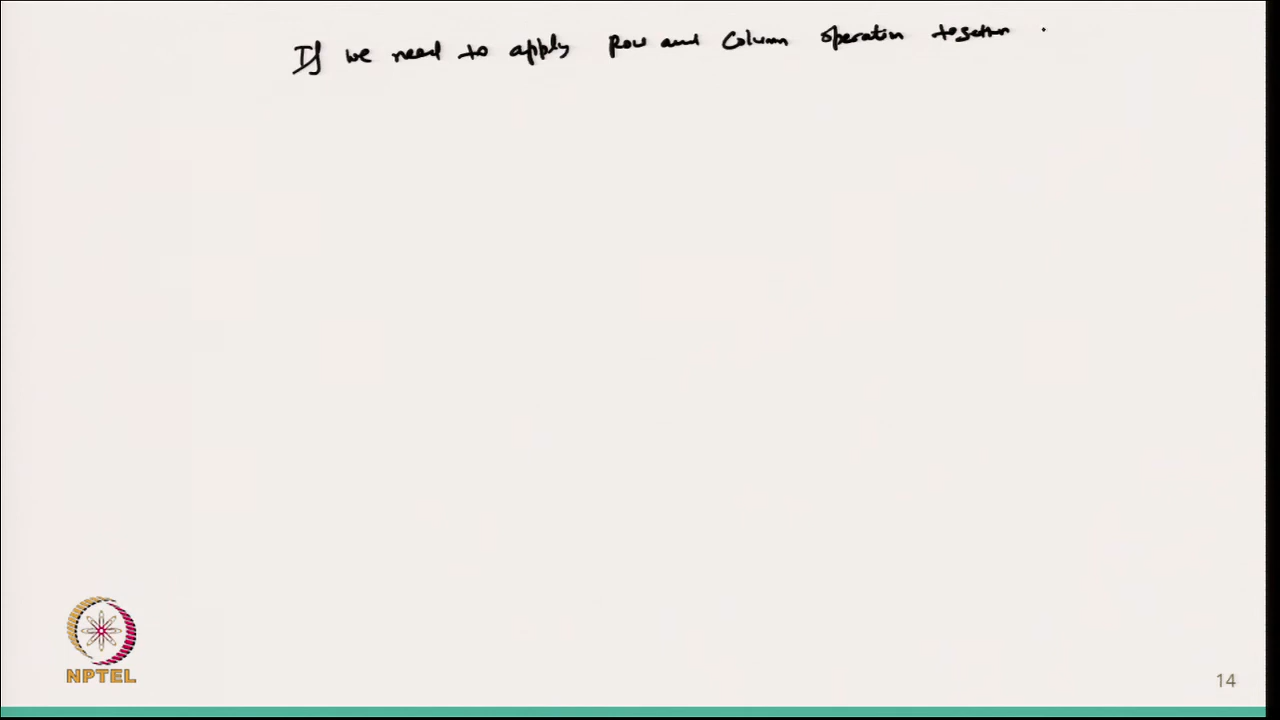 If we need to apply Row and Column operation together .
NPTEL
14